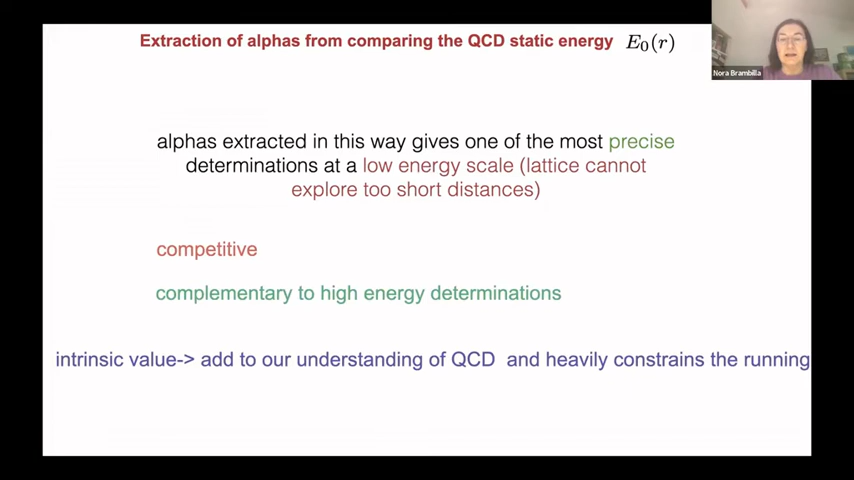 Extraction of alphas from comparing the QCD static energy E₀(r)
Nora Brambilla
alphas extracted in this way gives one of the most precise
determinations at a low energy scale (lattice cannot
explore too short distances)
competitive
complementary to high energy determinations
intrinsic value-> add to our understanding of QCD and heavily constrains the running